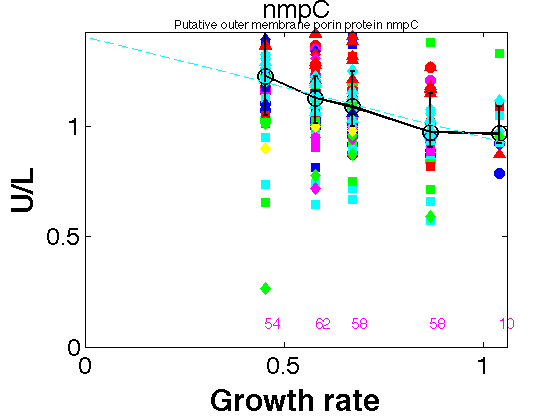 nmpC
Putative outer membrane porin protein nmpC
U/L
1
0.5
0
54 62 58 58 10
0 0.5 1
Growth rate